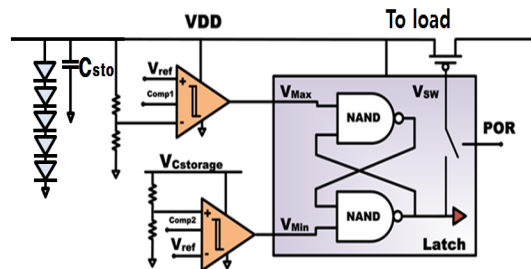 VDD
To load
Csto
Vref
Comp1
+
-
VMax
NAND
VSW
POR
VCstorage
+
Comp2
-
Vref
VMin
NAND
Latch